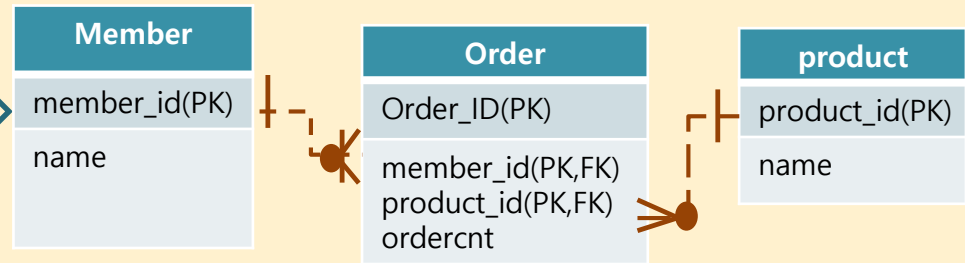 Member
member_id(PK)
name
Order
Order_ID(PK)
member_id(PK,FK)
product_id(PK,FK)
ordercnt
product
product_id(PK)
name